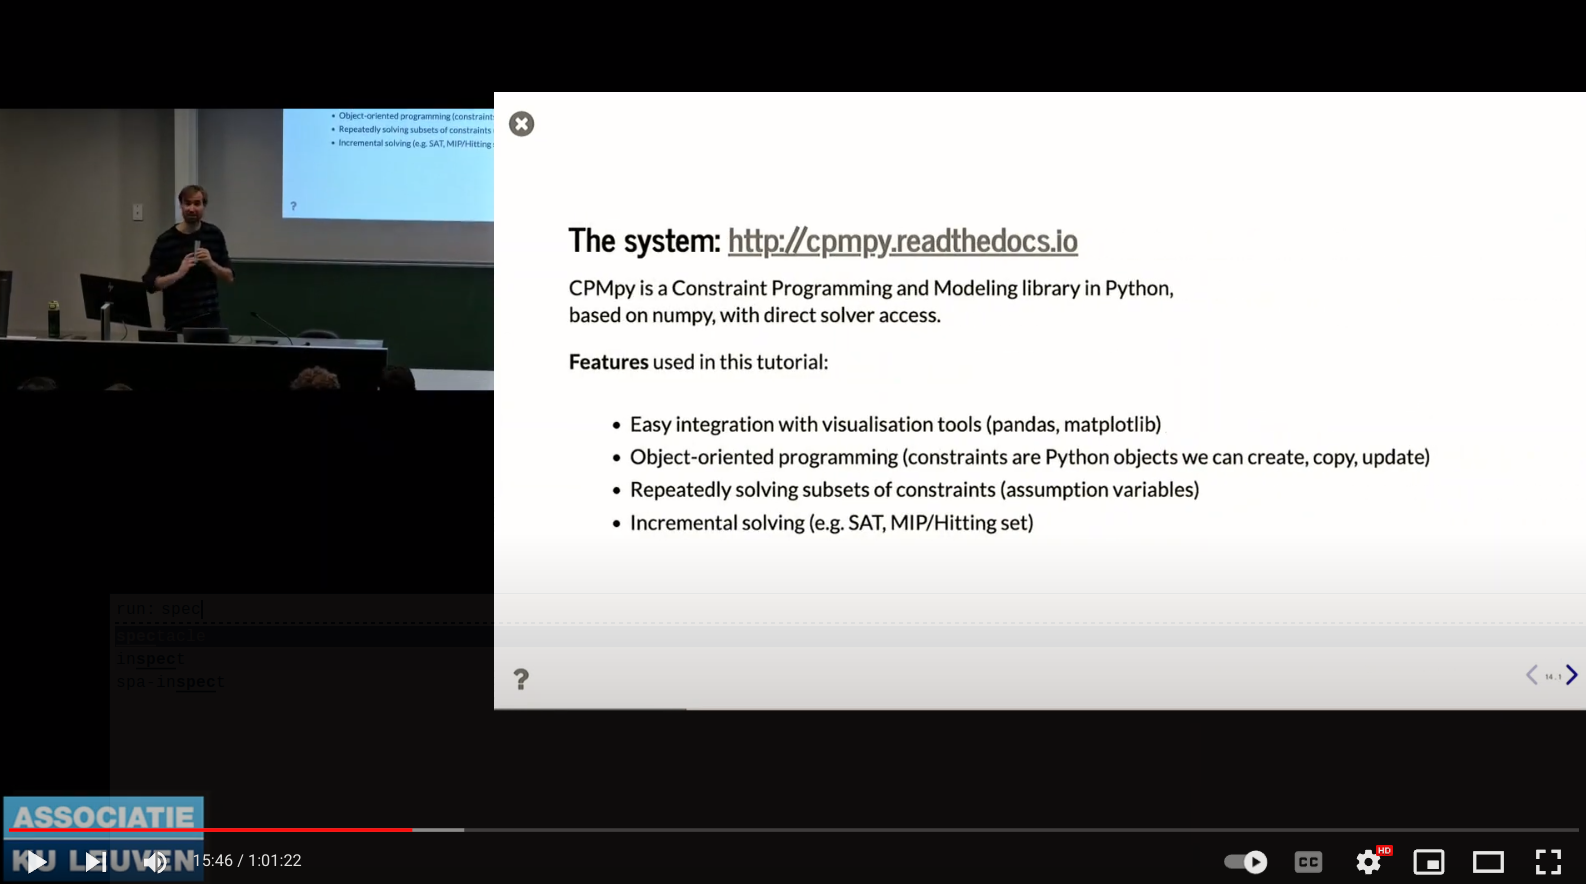 • Object-oriented programming (constraint
• Repeatedly solving subsets of constraints
• Incremental solving (e.g. SAT, MIP/Hitting
?
The system: http://cpmpy.readthedocs.io
CPMpy is a Constraint Programming and Modeling library in Python,
based on numpy, with direct solver access.
Features used in this tutorial:
• Easy integration with visualisation tools (pandas, matplotlib)
• Object-oriented programming (constraints are Python objects we can create, copy, update)
• Repeatedly solving subsets of constraints (assumption variables)
• Incremental solving (e.g. SAT, MIP/Hitting set)
?
14.1
run: spec
spectacle
inspect
spa-inspect
ASSOCIATIE
KU LEUVEN
15:46 / 1:01:22
CC
HD